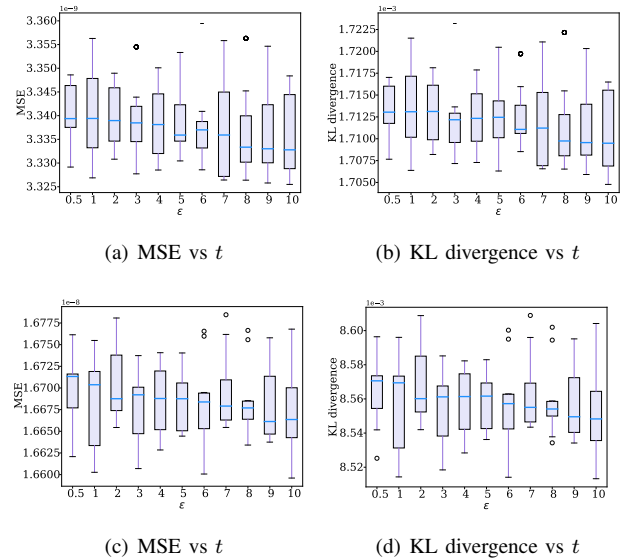 1e−9
MSE
3.360
3.355
3.350
3.345
3.340
3.335
3.330
3.325
0.5 1 2 3 4 5 6 7 8 9 10
ε
(a) MSE vs t
1e−3
KL divergence
1.7225
1.7200
1.7175
1.7150
1.7125
1.7100
1.7075
1.7050
0.5 1 2 3 4 5 6 7 8 9 10
ε
(b) KL divergence vs t
1e−8
MSE
1.6775
1.6750
1.6725
1.6700
1.6675
1.6650
1.6625
1.6600
0.5 1 2 3 4 5 6 7 8 9 10
ε
(c) MSE vs t
1e−3
KL divergence
8.60
8.58
8.56
8.54
8.52
0.5 1 2 3 4 5 6 7 8 9 10
ε
(d) KL divergence vs t